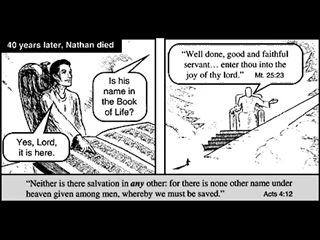 40 years later, Nathan died
Is his
name in
the Book
of Life?
Yes, Lord,
it is here.
"Well done, good and faithful
servant... enter thou into the
joy of thy lord." Mt. 25:23
"Neither is there salvation in any other: for there is none other name under
heaven given among men, whereby we must be saved." Acts 4:12